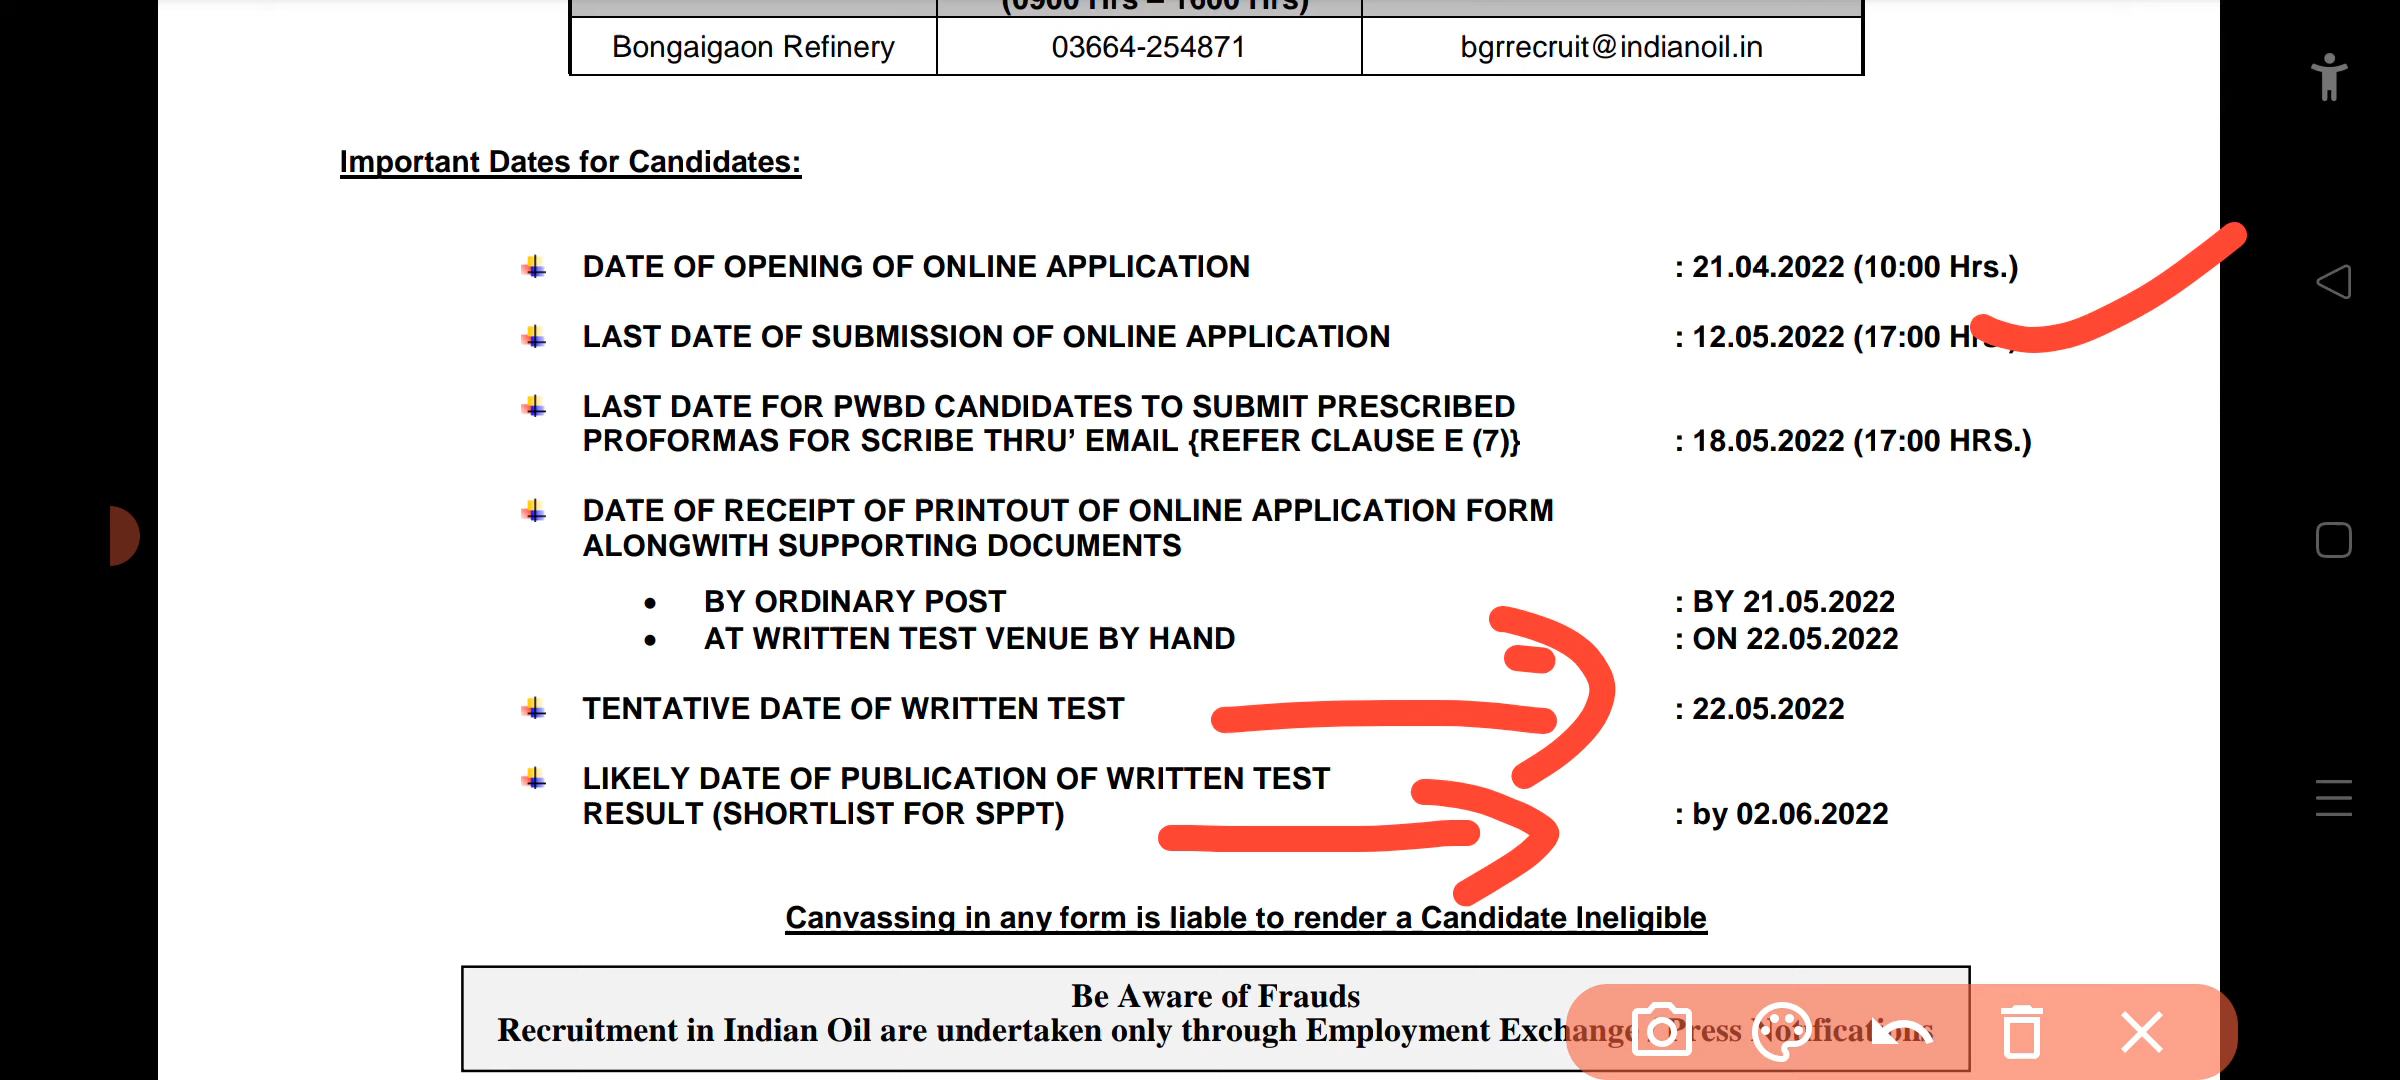 (0900 Hrs – 1600 Hrs)
Bongaigaon Refinery 03664-254871 bgrrecruit@indianoil.in
Important Dates for Candidates:
DATE OF OPENING OF ONLINE APPLICATION : 21.04.2022 (10:00 Hrs.)
LAST DATE OF SUBMISSION OF ONLINE APPLICATION : 12.05.2022 (17:00
LAST DATE FOR PWBD CANDIDATES TO SUBMIT PRESCRIBED
PROFORMAS FOR SCRIBE THRU’ EMAIL {REFER CLAUSE E (7)} : 18.05.2022 (17:00 HRS.)
DATE OF RECEIPT OF PRINTOUT OF ONLINE APPLICATION FORM
ALONGWITH SUPPORTING DOCUMENTS
• BY ORDINARY POST : BY 21.05.2022
• AT WRITTEN TEST VENUE BY HAND : ON 22.05.2022
TENTATIVE DATE OF WRITTEN TEST : 22.05.2022
LIKELY DATE OF PUBLICATION OF WRITTEN TEST
RESULT (SHORTLIST FOR SPPT) : by 02.06.2022
Canvassing in any form is liable to render a Candidate Ineligible
Be Aware of Frauds
Recruitment in Indian Oil are undertaken only through Employment Exchange / Press Notifications